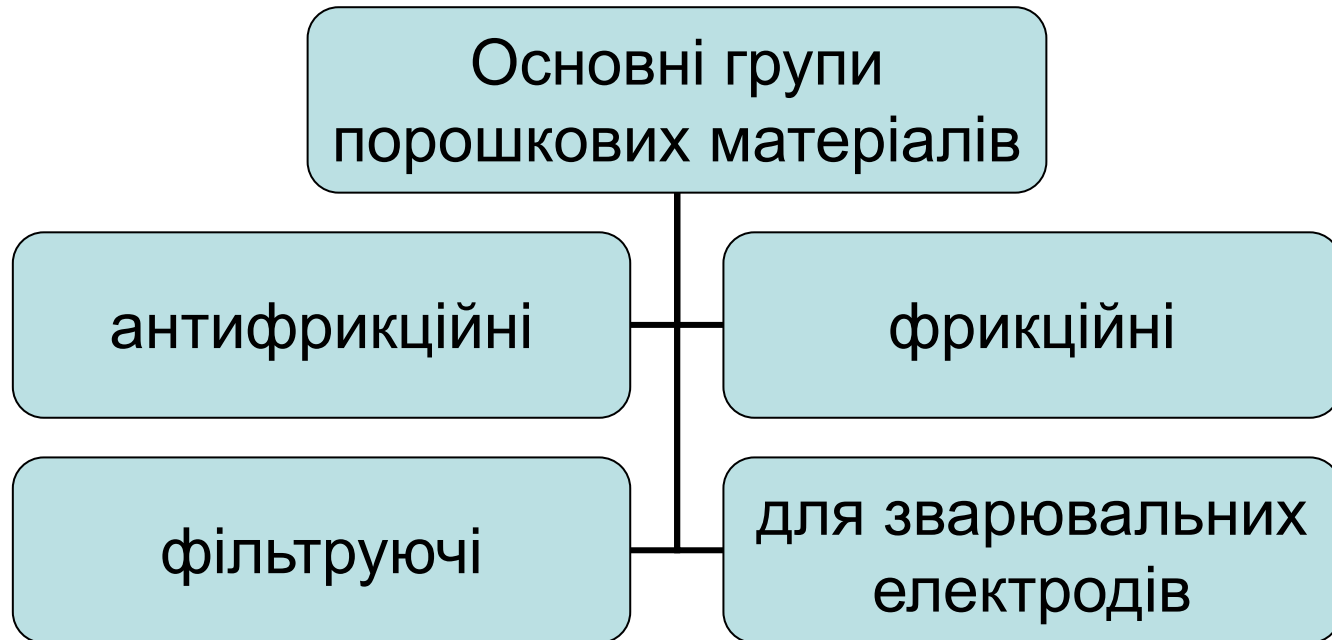 Основні групи
порошкових матеріалів
антифрикційні
фрикційні
фільтруючі
для зварювальних
електродів